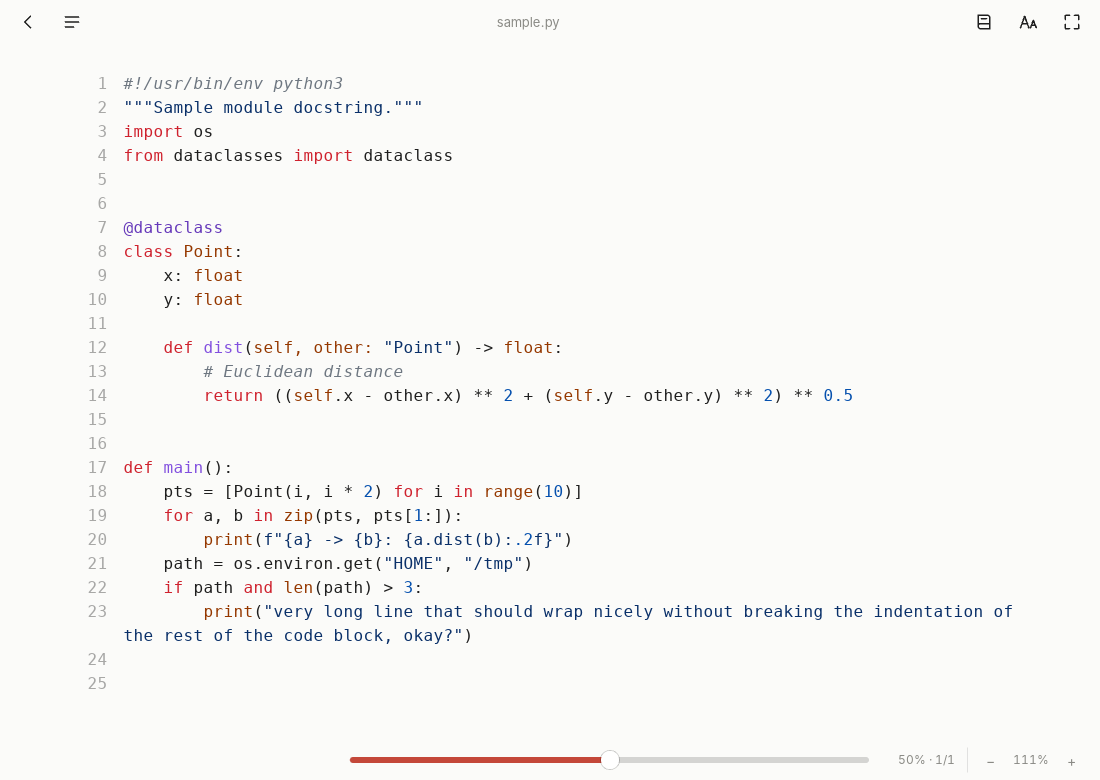 sample.py
1 #!/usr/bin/env python3
2 """Sample module docstring."""
3 import os
4 from dataclasses import dataclass
5
6
7 @dataclass
8 class Point:
9     x: float
10     y: float
11
12     def dist(self, other: "Point") -> float:
13         # Euclidean distance
14         return ((self.x - other.x) ** 2 + (self.y - other.y) ** 2) ** 0.5
15
16
17 def main():
18     pts = [Point(i, i * 2) for i in range(10)]
19     for a, b in zip(pts, pts[1:]):
20         print(f"{a} -> {b}: {a.dist(b):.2f}")
21     path = os.environ.get("HOME", "/tmp")
22     if path and len(path) > 3:
23         print("very long line that should wrap nicely without breaking the indentation of
the rest of the code block, okay?")
24
25
50% · 1/1 − 111% +